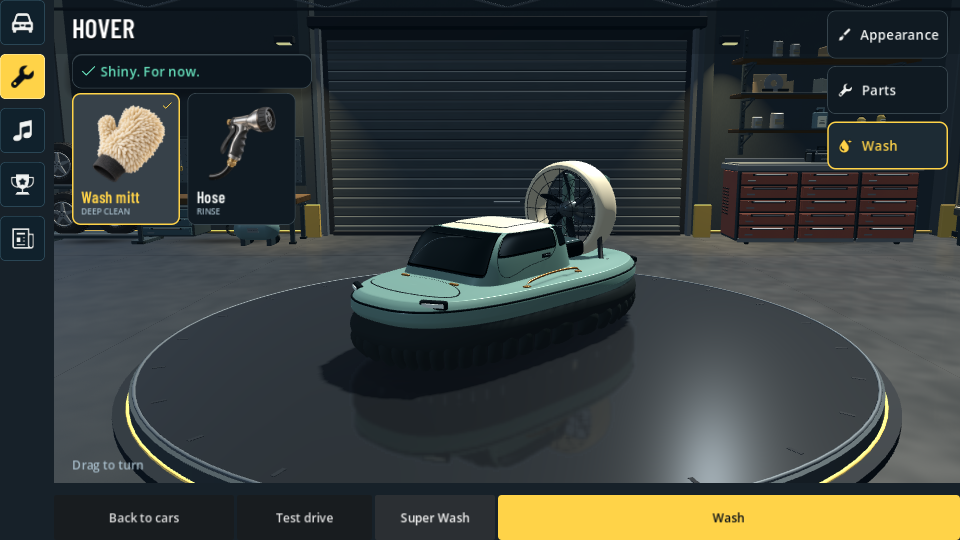 HOVER
Shiny. For now.
Wash mitt
DEEP CLEAN
Hose
RINSE
Appearance
Parts
Wash
Drag to turn
Back to cars
Test drive
Super Wash
Wash